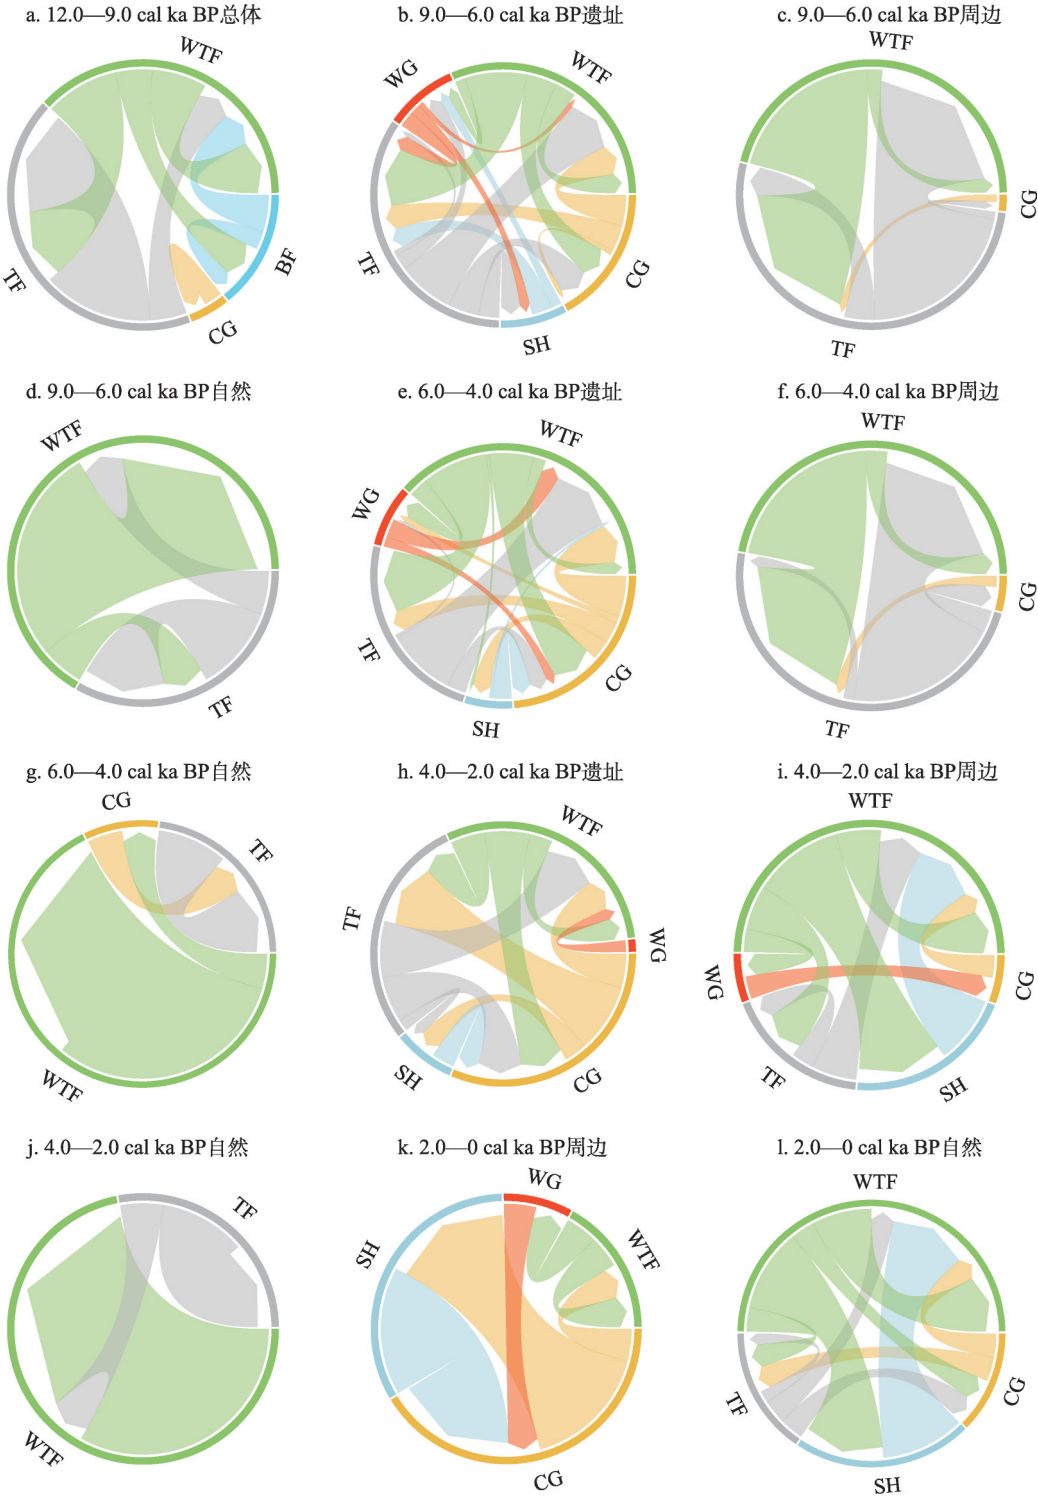 a. 12.0—9.0 cal ka BP总体
WTF
TF
BF
CG
b. 9.0—6.0 cal ka BP遗址
WG
WTF
TF
CG
SH
c. 9.0—6.0 cal ka BP周边
WTF
CG
TF
d. 9.0—6.0 cal ka BP自然
WTF
TF
e. 6.0—4.0 cal ka BP遗址
WTF
WG
TF
CG
SH
f. 6.0—4.0 cal ka BP周边
WTF
CG
TF
g. 6.0—4.0 cal ka BP自然
CG
TF
WTF
h. 4.0—2.0 cal ka BP遗址
WTF
TF
WG
SH
CG
i. 4.0—2.0 cal ka BP周边
WTF
WG
CG
TF
SH
j. 4.0—2.0 cal ka BP自然
TF
WTF
k. 2.0—0 cal ka BP周边
WG
SH
WTF
CG
l. 2.0—0 cal ka BP自然
WTF
TF
CG
SH